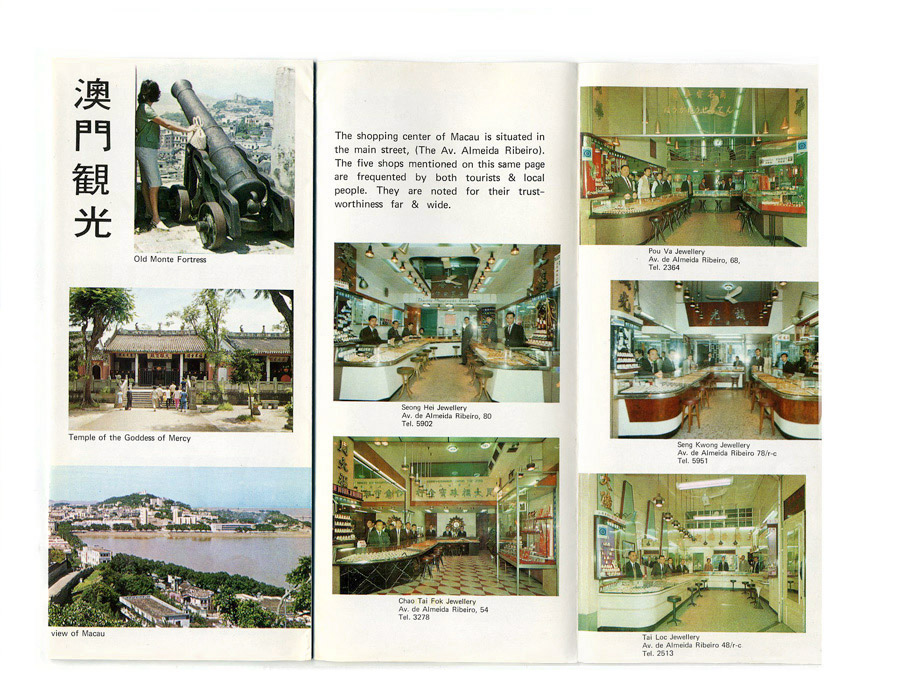 澳門観光
Old Monte Fortress
Temple of the Goddess of Mercy
view of Macau
The shopping center of Macau is situated in
the main street, (The Av. Almeida Ribeiro).
The five shops mentioned on this same page
are frequented by both tourists & local
people. They are noted for their trust-
worthiness far & wide.
Seong Hei Jewellery
Av. de Almeida Ribeiro, 80
Tel. 5902
Chao Tai Fok Jewellery
Av. de Almeida Ribeiro, 54
Tel. 3278
Pou Va Jewellery
Av. de Almeida Ribeiro, 68,
Tel. 2364
光
Seng Kwong Jewellery
Av. de Almeida Ribeiro 78/r-c
Tel. 5951
Tai Loc Jewellery
Av. de Almeida Ribeiro 48/r-c
Tel. 2513